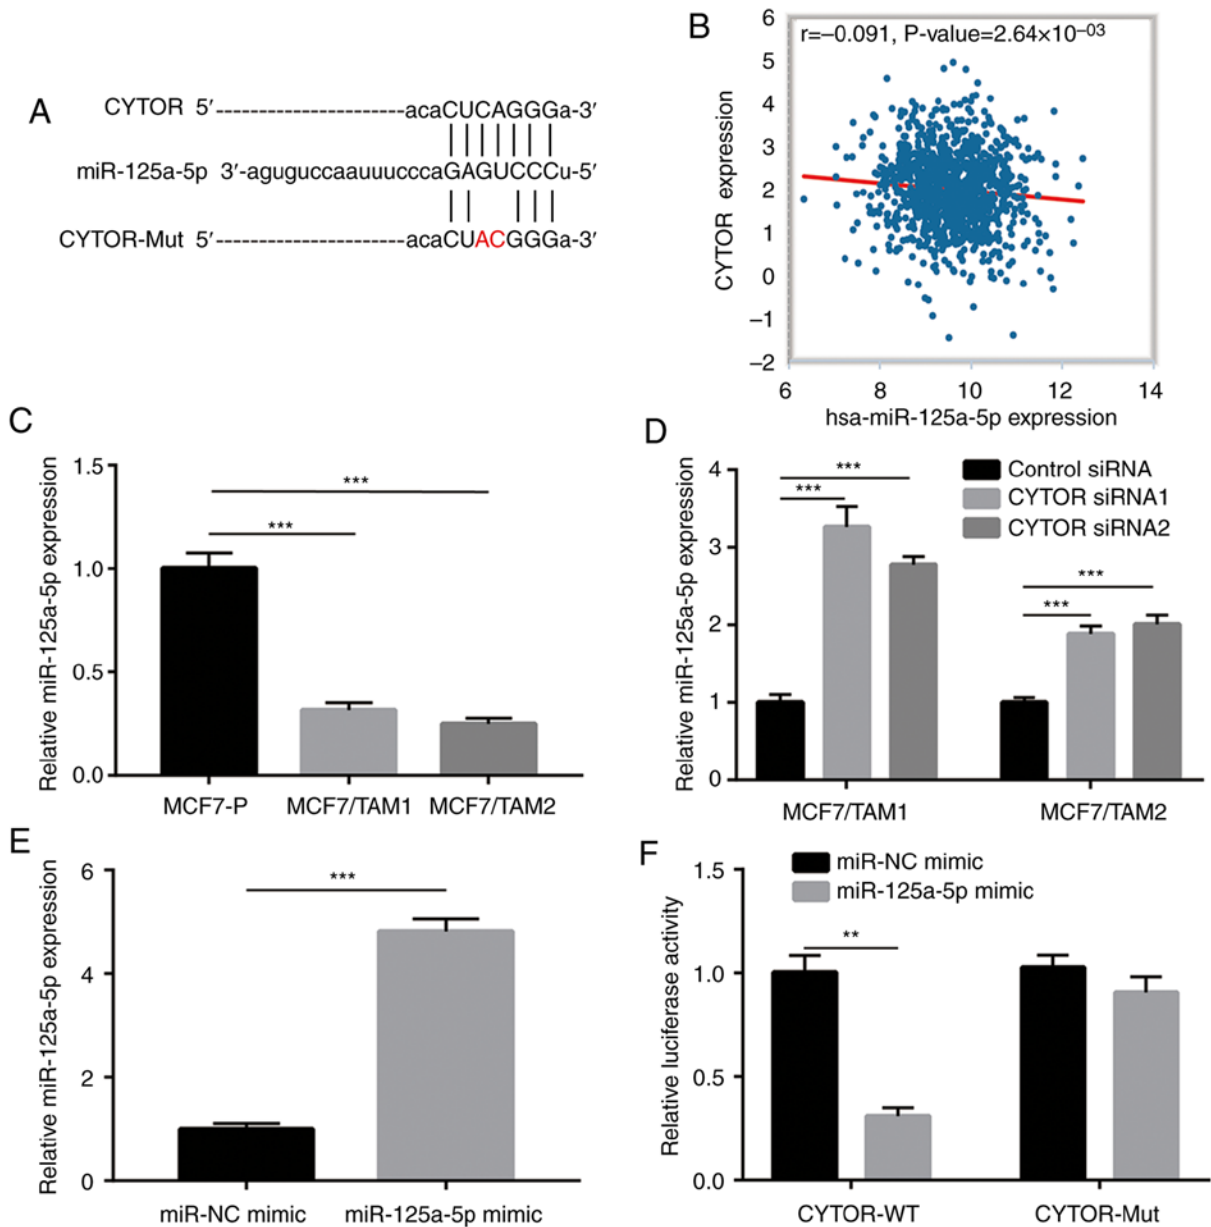 A
CYTOR 5′---------------------acaCUCAGGGa-3′
miR-125a-5p 3′-aguguccaauuucccaGAGUCCCu-5′
CYTOR-Mut 5′---------------------acaCUACGGGa-3′
B
r=–0.091, P-value=2.64×10⁻⁰³
CYTOR expression
6
5
4
3
2
1
0
–1
–2
6 8 10 12 14
hsa-miR-125a-5p expression
C
Relative miR-125a-5p expression
1.5
1.0
0.5
0.0
***
***
MCF7-P MCF7/TAM1 MCF7/TAM2
D
Relative miR-125a-5p expression
4
3
2
1
0
Control siRNA
CYTOR siRNA1
CYTOR siRNA2
***
***
***
***
MCF7/TAM1 MCF7/TAM2
E
Relative miR-125a-5p expression
6
4
2
0
***
miR-NC mimic miR-125a-5p mimic
F
Relative luciferase activity
1.5
1.0
0.5
0.0
miR-NC mimic
miR-125a-5p mimic
**
CYTOR-WT CYTOR-Mut